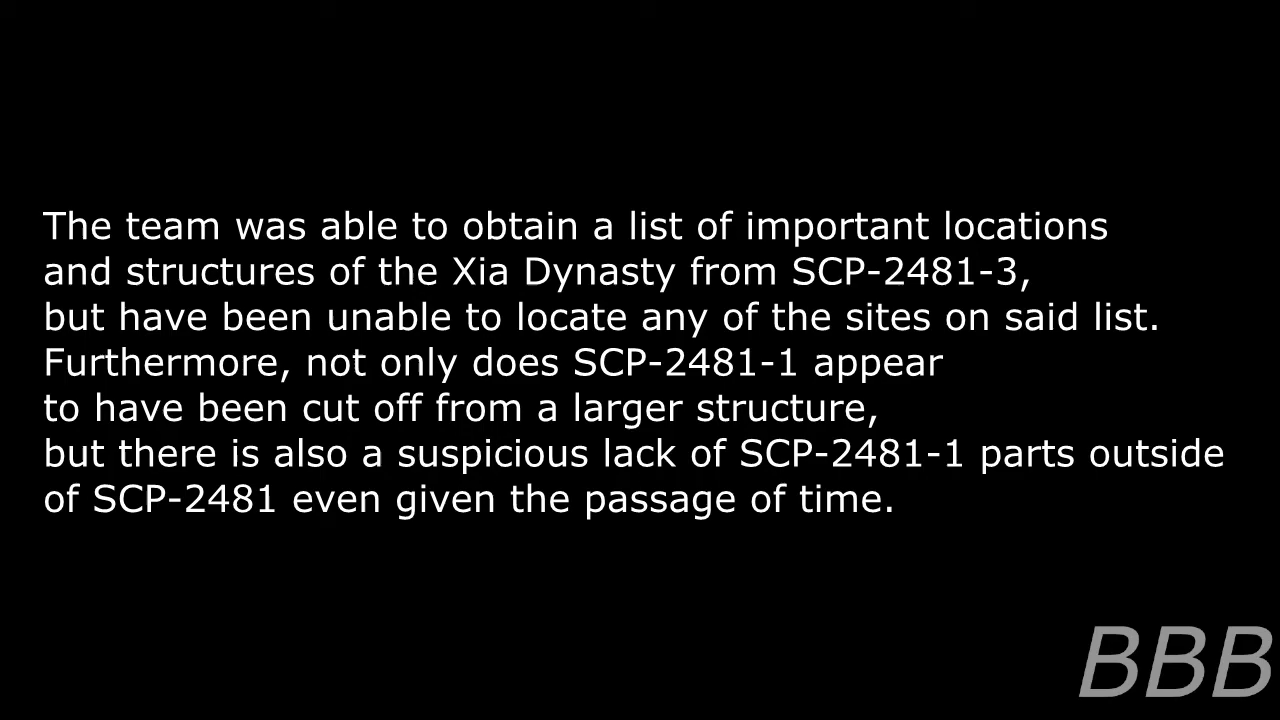 The team was able to obtain a list of important locations
and structures of the Xia Dynasty from SCP-2481-3,
but have been unable to locate any of the sites on said list.
Furthermore, not only does SCP-2481-1 appear
to have been cut off from a larger structure,
but there is also a suspicious lack of SCP-2481-1 parts outside
of SCP-2481 even given the passage of time.
BBB